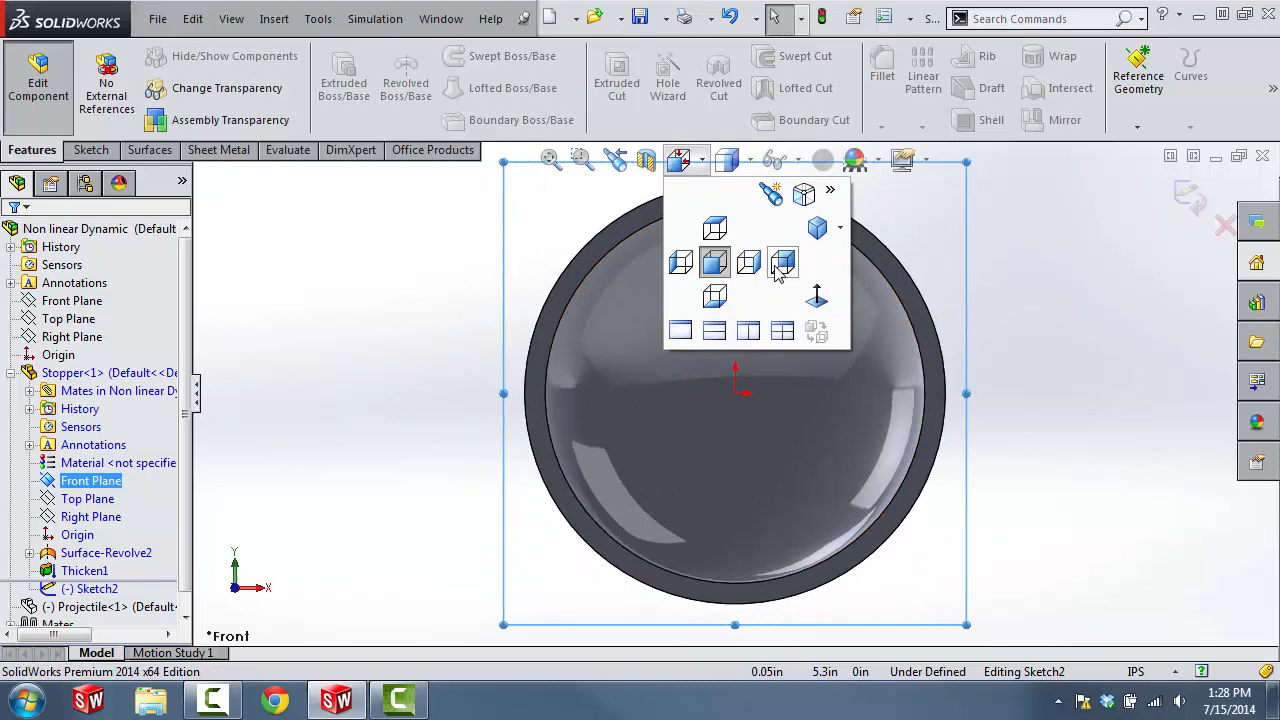 SOLIDWORKS
File Edit View Insert Tools Simulation Window Help
S...
Search Commands
Edit Component
No External References
Hide/Show Components
Change Transparency
Assembly Transparency
Extruded Boss/Base
Revolved Boss/Base
Swept Boss/Base
Lofted Boss/Base
Boundary Boss/Base
Extruded Cut
Hole Wizard
Revolved Cut
Swept Cut
Lofted Cut
Boundary Cut
Fillet
Linear Pattern
Rib
Draft
Shell
Wrap
Intersect
Mirror
Reference Geometry
Curves
Features Sketch Surfaces Sheet Metal Evaluate DimXpert Office Products
Non linear Dynamic (
History
Sensors
Annotations
Front Plane
Top Plane
Right Plane
Origin
Stopper<1> (Default<<De
Mates in Non linear Dy
History
Sensors
Annotations
Material <not specifie
Front Plane
Top Plane
Right Plane
Origin
Surface-Revolve2
Thicken1
(-) Sketch2
(-) Projectile<1> (Default
Mates
Y
X
*Front
Model Motion Study 1
SolidWorks Premium 2014 x64 Edition
0.05in 5.3in 0in Under Defined Editing Sketch2 IPS
1:28 PM
7/15/2014